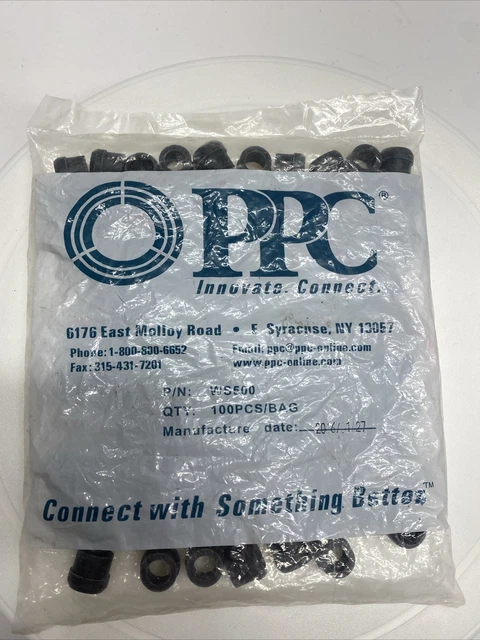 PPC®
Innovate. Connect.
6176 East Molloy Road • E. Syracuse, NY 13057
Phone: 1-800-800-6652 Email: ppc@ppc-online.com
Fax: 315-431-7201 www.ppc-online.com
P/N: WS500
QTY: 100PCS/BAG
Manufacture date:
Connect with Something Better™